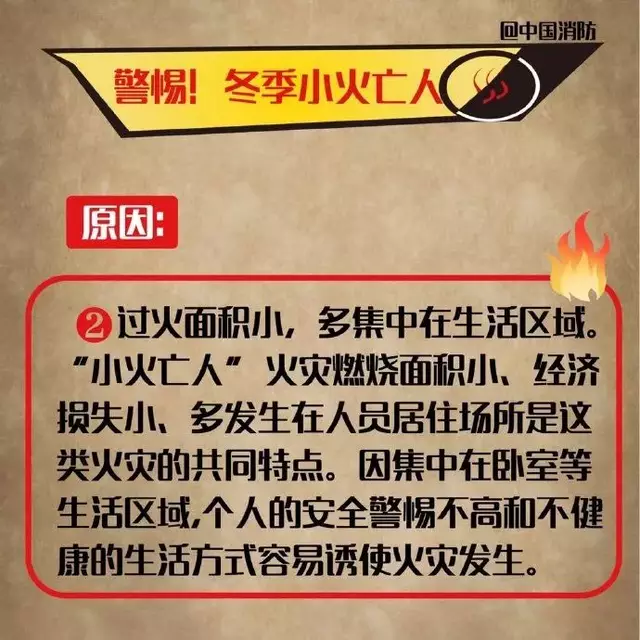 @中国消防
警惕！冬季小火亡人
原因：
❷过火面积小，多集中在生活区域。
“小火亡人”火灾燃烧面积小、经济
损失小、多发生在人员居住场所是这
类火灾的共同特点。因集中在卧室等
生活区域,个人的安全警惕不高和不健
康的生活方式容易诱使火灾发生。